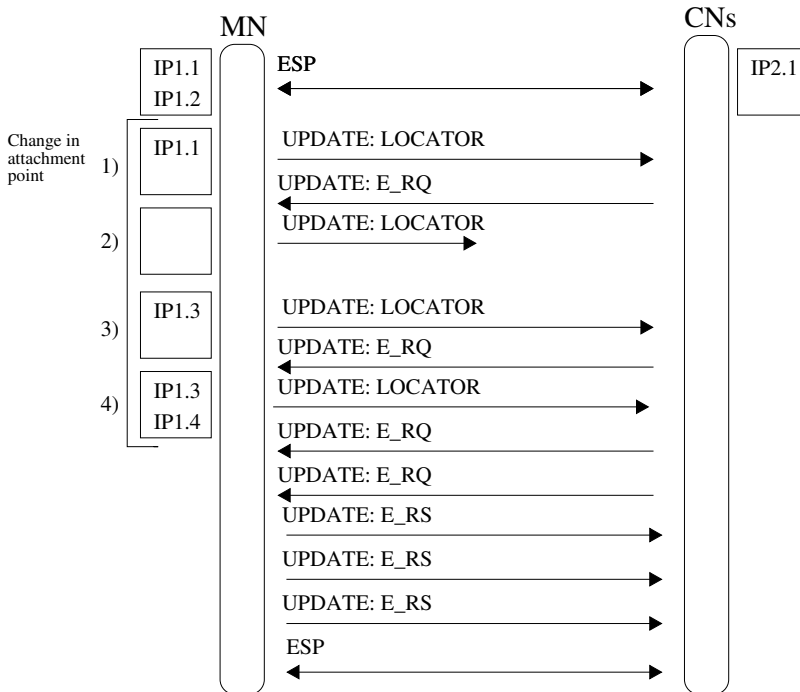 MN
CNs
IP1.1
IP1.2
ESP
IP2.1
Change in
attachment
point
1)
IP1.1
UPDATE: LOCATOR
UPDATE: E_RQ
2)
UPDATE: LOCATOR
3)
IP1.3
UPDATE: LOCATOR
UPDATE: E_RQ
4)
IP1.3
IP1.4
UPDATE: LOCATOR
UPDATE: E_RQ
UPDATE: E_RQ
UPDATE: E_RS
UPDATE: E_RS
UPDATE: E_RS
ESP